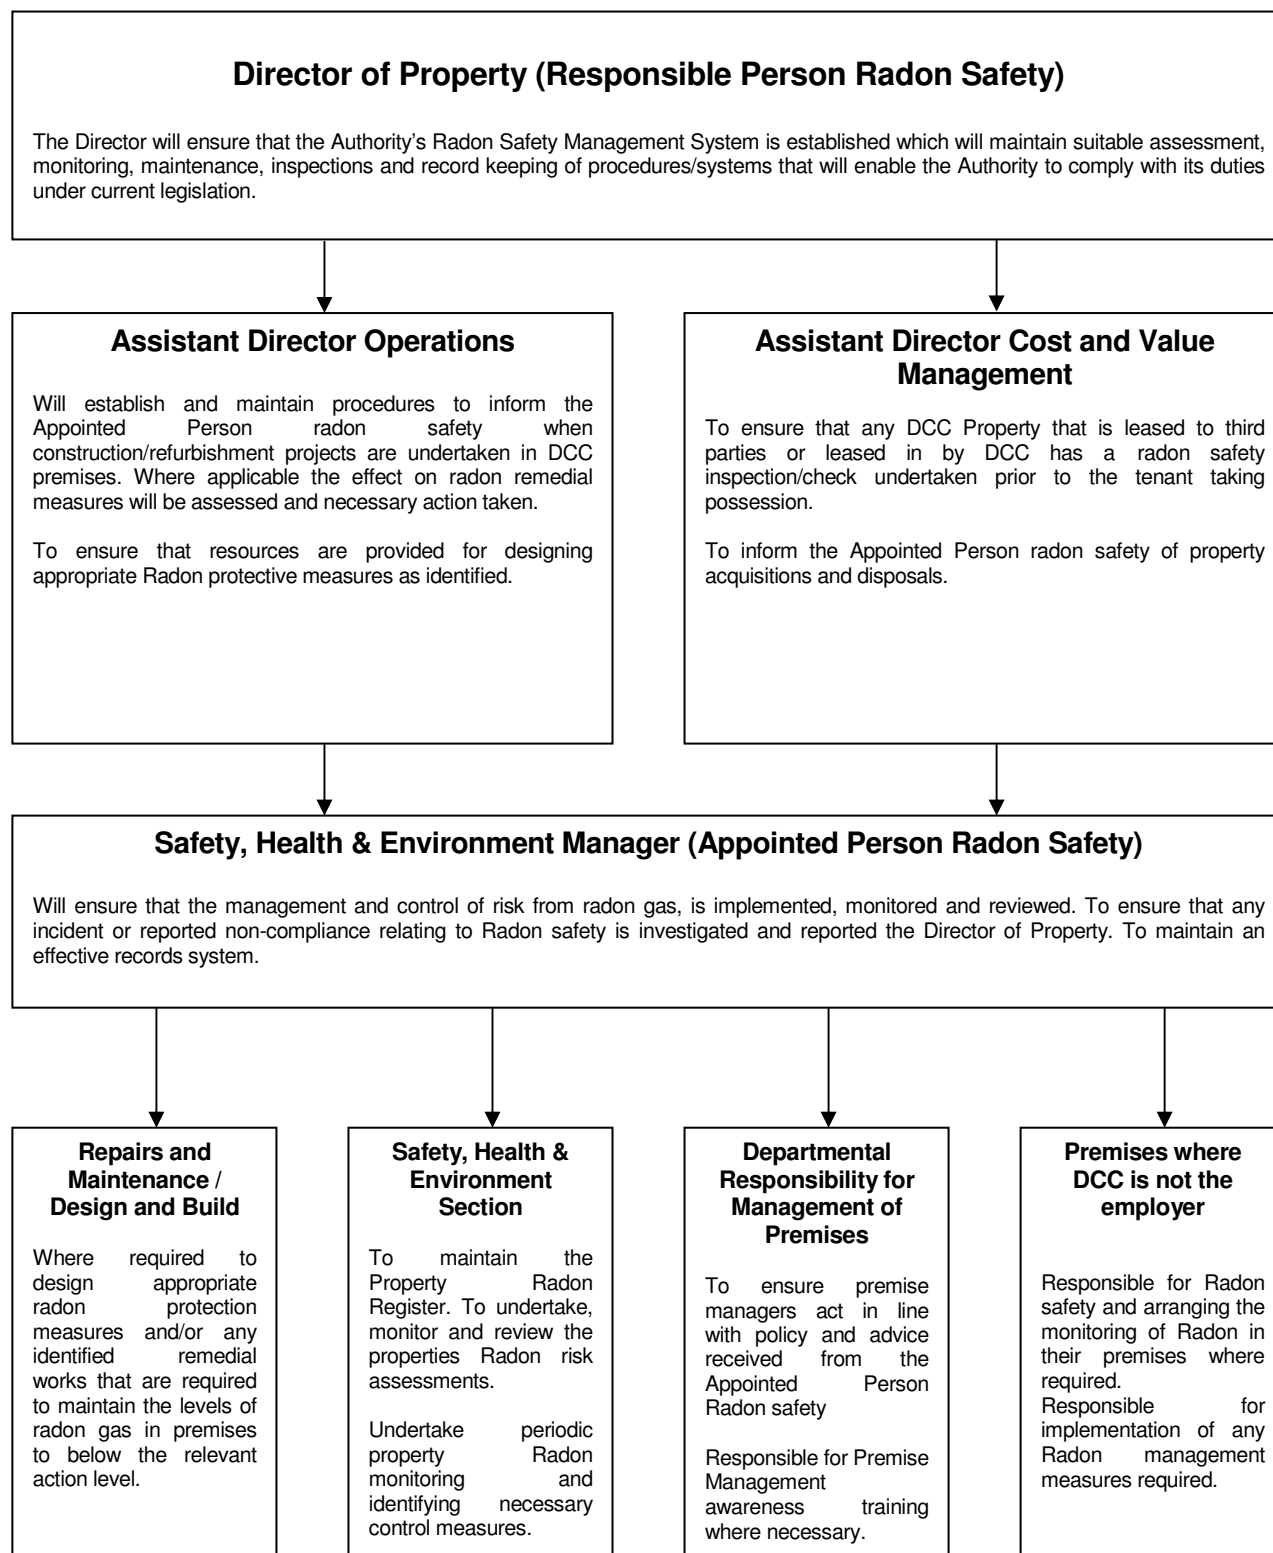 Director of Property (Responsible Person Radon Safety)
The Director will ensure that the Authority's Radon Safety Management System is established which will maintain suitable assessment,
monitoring, maintenance, inspections and record keeping of procedures/systems that will enable the Authority to comply with its duties
under current legislation.
Assistant Director Operations
Will establish and maintain procedures to inform the
Appointed Person radon safety when
construction/refurbishment projects are undertaken in DCC
premises. Where applicable the effect on radon remedial
measures will be assessed and necessary action taken.
To ensure that resources are provided for designing
appropriate Radon protective measures as identified.
Assistant Director Cost and Value
Management
To ensure that any DCC Property that is leased to third
parties or leased in by DCC has a radon safety
inspection/check undertaken prior to the tenant taking
possession.
To inform the Appointed Person radon safety of property
acquisitions and disposals.
Safety, Health & Environment Manager (Appointed Person Radon Safety)
Will ensure that the management and control of risk from radon gas, is implemented, monitored and reviewed. To ensure that any
incident or reported non-compliance relating to Radon safety is investigated and reported the Director of Property. To maintain an
effective records system.
Repairs and
Maintenance /
Design and Build
Where required to
design appropriate
radon protection
measures and/or any
identified remedial
works that are required
to maintain the levels of
radon gas in premises
to below the relevant
action level.
Safety, Health &
Environment
Section
To maintain the
Property Radon
Register. To undertake,
monitor and review the
properties Radon risk
assessments.
Undertake periodic
property Radon
monitoring and
identifying necessary
control measures.
Departmental
Responsibility for
Management of
Premises
To ensure premise
managers act in line
with policy and advice
received from the
Appointed Person
Radon safety
Responsible for Premise
Management
awareness training
where necessary.
Premises where
DCC is not the
employer
Responsible for Radon
safety and arranging the
monitoring of Radon in
their premises where
required.
Responsible for
implementation of any
Radon management
measures required.